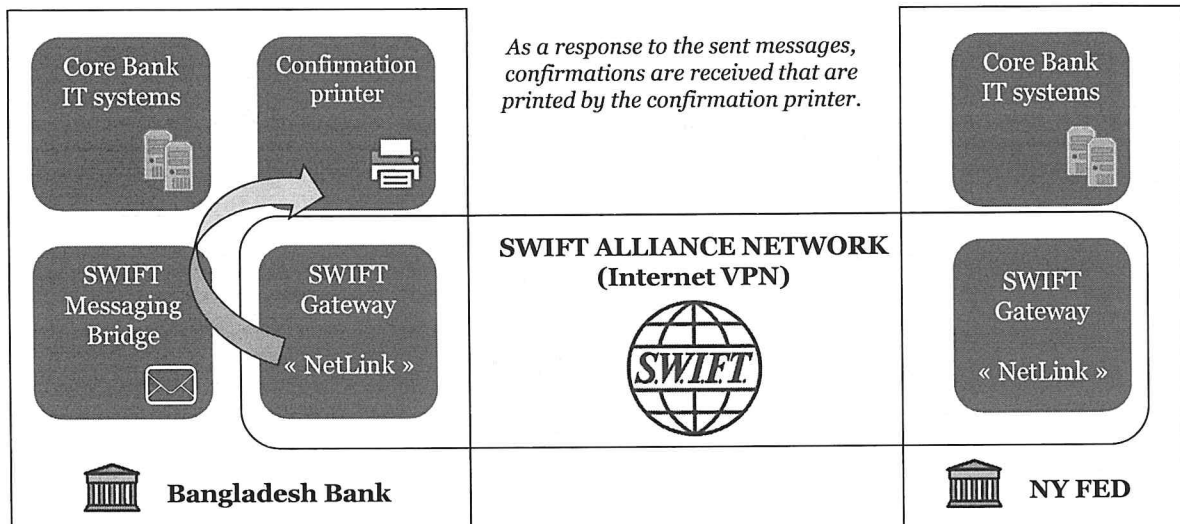 Core Bank
IT systems
Confirmation
printer
As a response to the sent messages,
confirmations are received that are
printed by the confirmation printer.
Core Bank
IT systems
SWIFT
Messaging
Bridge
SWIFT
Gateway
« NetLink »
SWIFT ALLIANCE NETWORK
(Internet VPN)
S.W.I.F.T.
SWIFT
Gateway
« NetLink »
Bangladesh Bank
NY FED